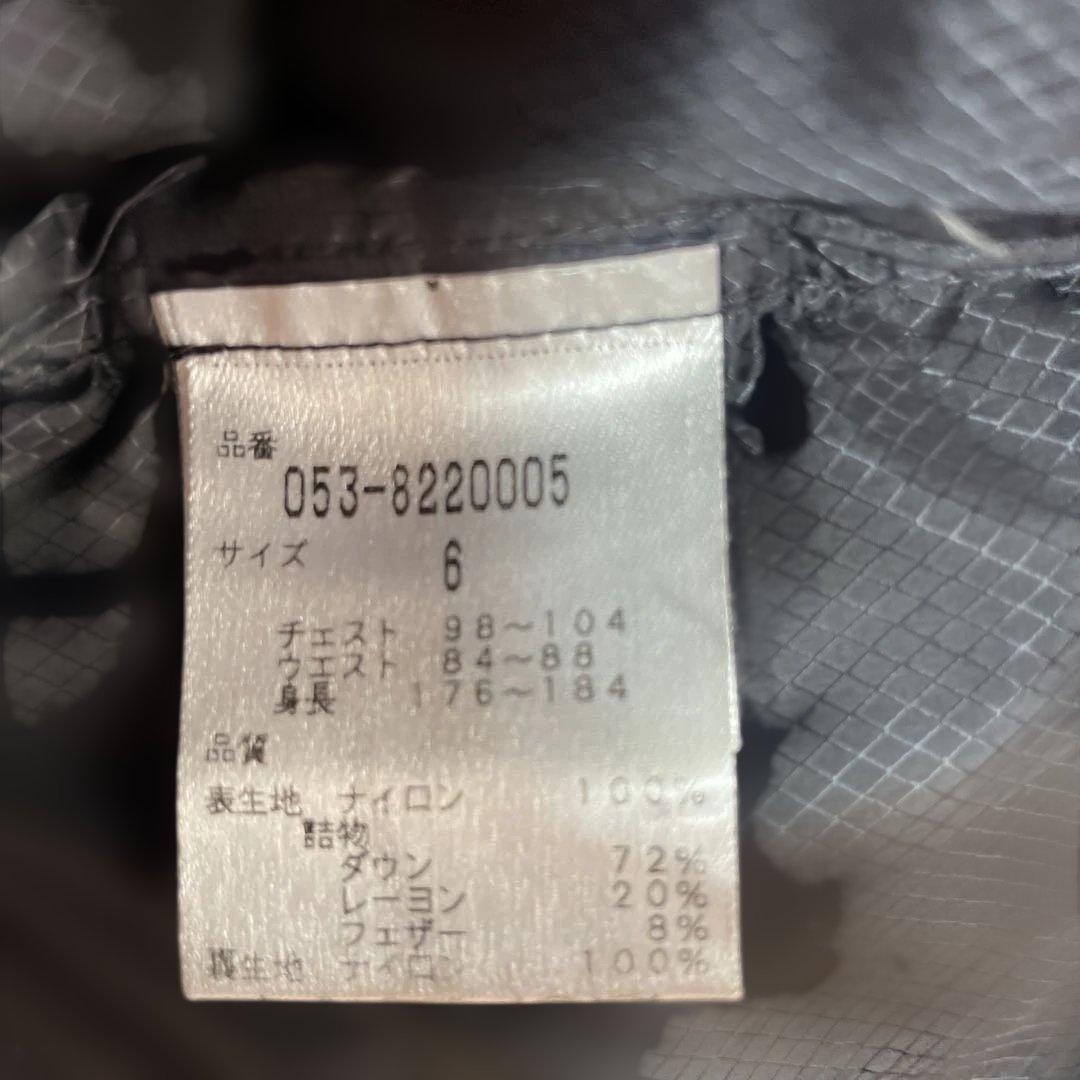 品番
053-8220005
サイズ 6
チェスト 98～104
ウエスト 84～88
身長 176～184
品質
表生地 ナイロン 100%
詰物
ダウン 72%
レーヨン 20%
フェザー 8%
裏生地 ナイロン 100%